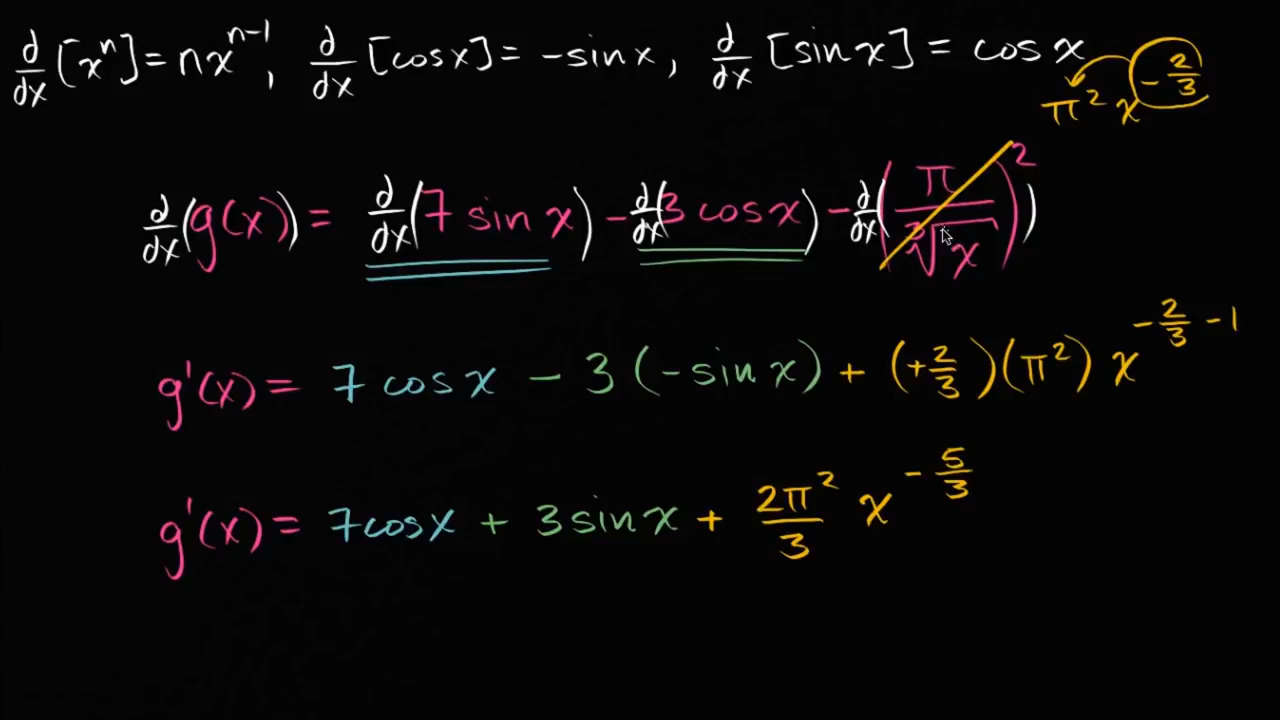 d/dx [xⁿ] = nxⁿ⁻¹, d/dx [cos x] = -sin x, d/dx [sin x] = cos x
π² x^(-2/3)
d/dx (g(x)) = d/dx (7 sin x) - d/dx (3 cos x) - d/dx ((π/∛x)²)
g'(x) = 7 cos x - 3 (-sin x) + (+2/3)(π²) x^(-2/3 - 1)
g'(x) = 7cos x + 3 sin x + 2π²/3 x^(-5/3)